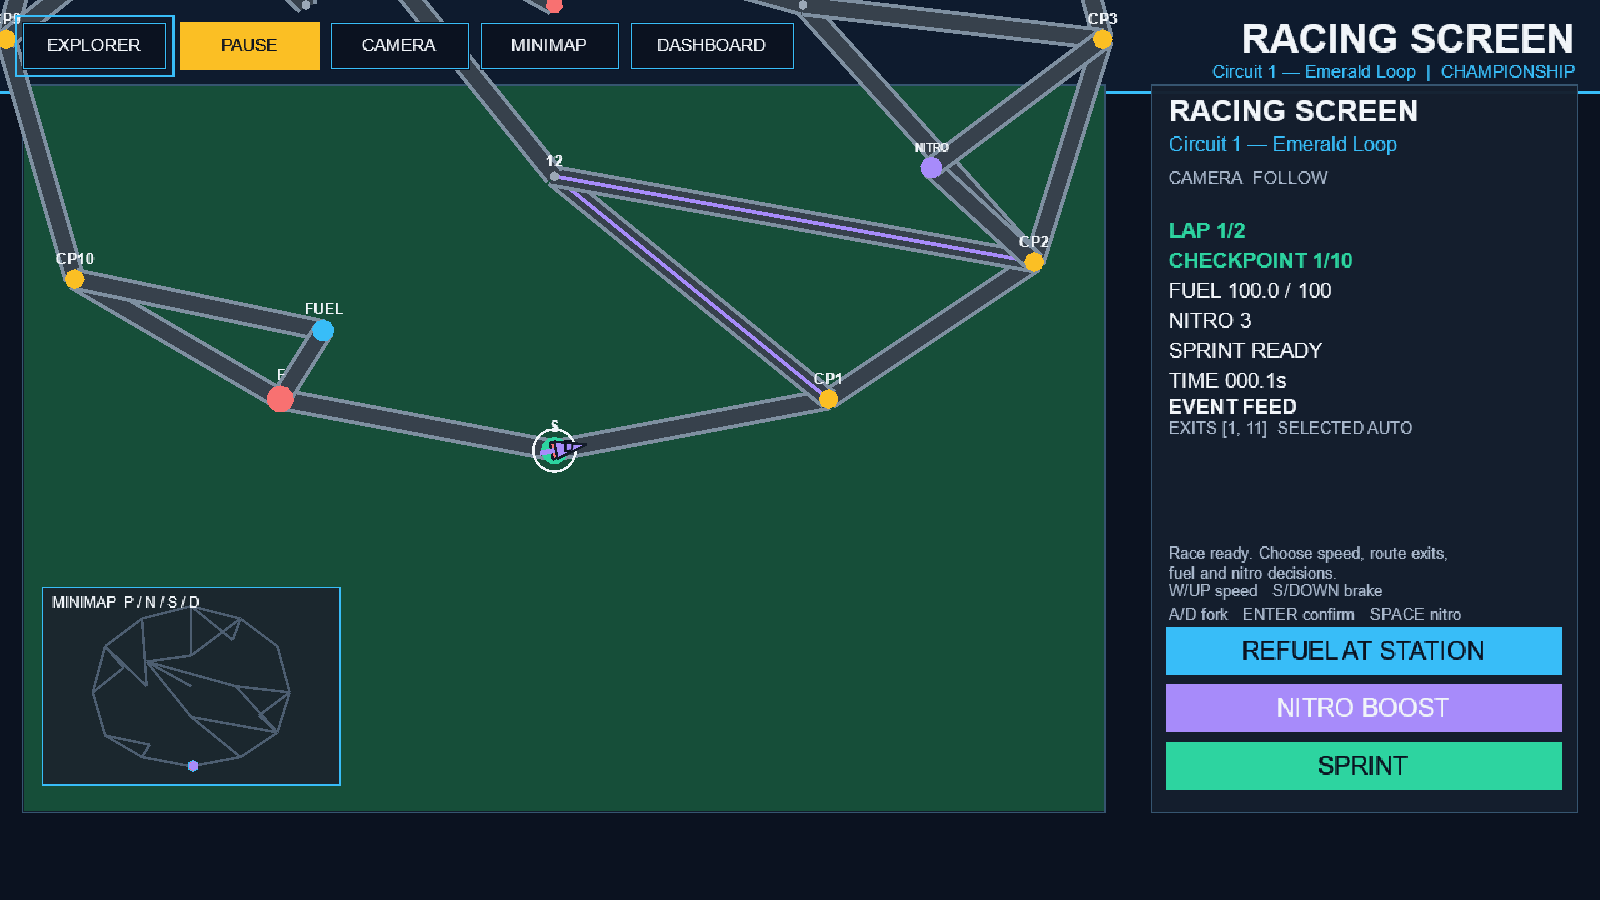 EXPLORER
PAUSE
CAMERA
MINIMAP
DASHBOARD
CP3
RACING SCREEN
Circuit 1 — Emerald Loop | CHAMPIONSHIP
RACING SCREEN
Circuit 1 — Emerald Loop
CAMERA FOLLOW
LAP 1/2
CHECKPOINT 1/10
FUEL 100.0 / 100
NITRO 3
SPRINT READY
TIME 000.1s
EVENT FEED
EXITS [1, 11] SELECTED AUTO
Race ready. Choose speed, route exits,
fuel and nitro decisions.
W/UP speed S/DOWN brake
A/D fork ENTER confirm SPACE nitro
REFUEL AT STATION
NITRO BOOST
SPRINT
NITRO
12
CP2
CP10
FUEL
F
CP1
S
MINIMAP P / N / S / D